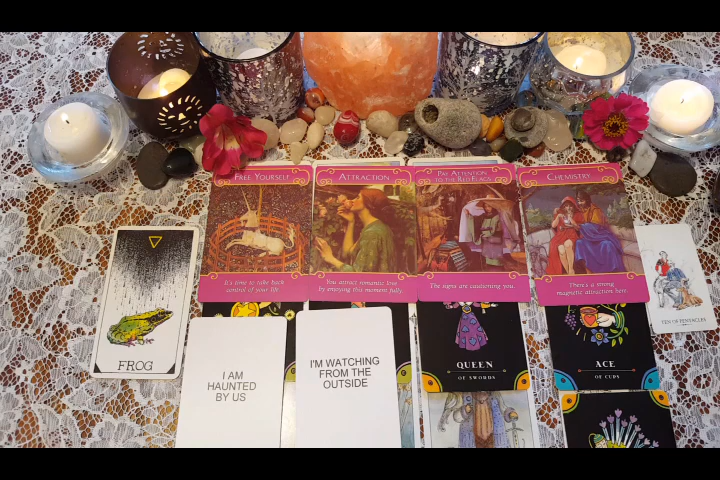 FREE YOURSELF
It's time to take back
control of your life.
ATTRACTION
You attract romantic love
by enjoying this moment fully.
PAY ATTENTION
TO THE RED FLAGS
The signs are cautioning you.
CHEMISTRY
There's a strong
magnetic attraction here.
FROG
I AM
HAUNTED
BY US
I'M WATCHING
FROM THE
OUTSIDE
QUEEN
OF SWORDS
ACE
OF CUPS
TEN OF PENTACLES